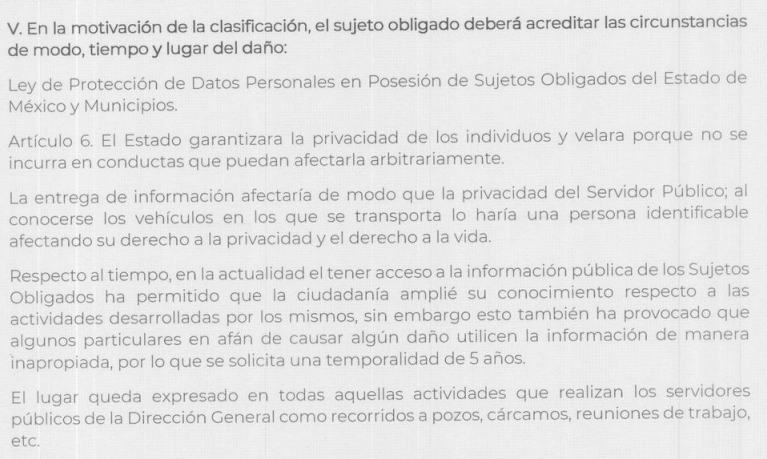 V. En la motivación de la clasificación, el sujeto obligado deberá acreditar las circunstancias
de modo, tiempo y lugar del daño:
Ley de Protección de Datos Personales en Posesión de Sujetos Obligados del Estado de
México y Municipios.
Artículo 6. El Estado garantizara la privacidad de los individuos y velara porque no se
incurra en conductas que puedan afectarla arbitrariamente.
La entrega de información afectaría de modo que la privacidad del Servidor Público; al
conocerse los vehículos en los que se transporta lo haría una persona identificable
afectando su derecho a la privacidad y el derecho a la vida.
Respecto al tiempo, en la actualidad el tener acceso a la información pública de los Sujetos
Obligados ha permitido que la ciudadanía amplié su conocimiento respecto a las
actividades desarrolladas por los mismos, sin embargo esto también ha provocado que
algunos particulares en afán de causar algún daño utilicen la información de manera
inapropiada, por lo que se solicita una temporalidad de 5 años.
El lugar queda expresado en todas aquellas actividades que realizan los servidores
públicos de la Dirección General como recorridos a pozos, cárcamos, reuniones de trabajo,
etc.